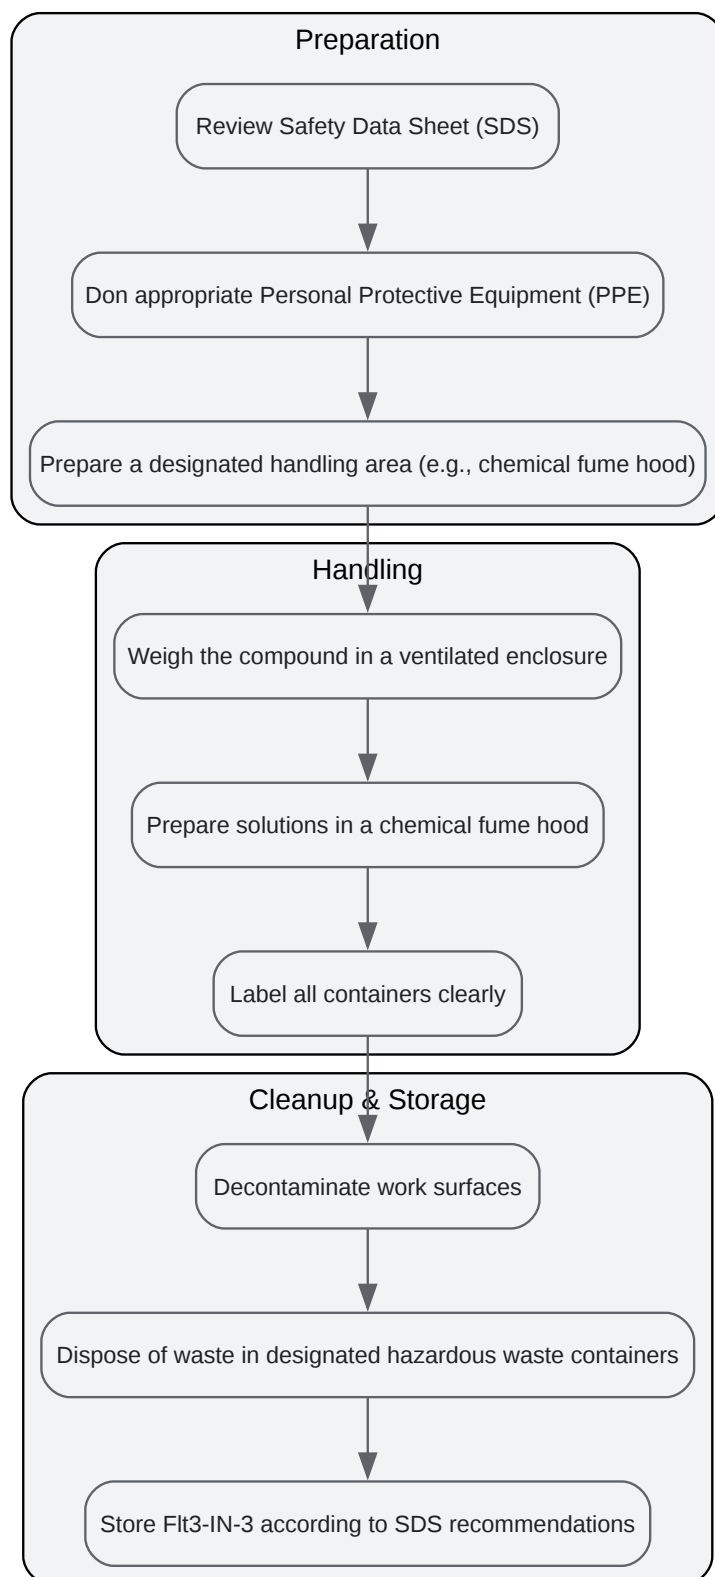 Preparation
Review Safety Data Sheet (SDS)
Don appropriate Personal Protective Equipment (PPE)
Prepare a designated handling area (e.g., chemical fume hood)
Handling
Weigh the compound in a ventilated enclosure
Prepare solutions in a chemical fume hood
Label all containers clearly
Cleanup & Storage
Decontaminate work surfaces
Dispose of waste in designated hazardous waste containers
Store Flt3-IN-3 according to SDS recommendations